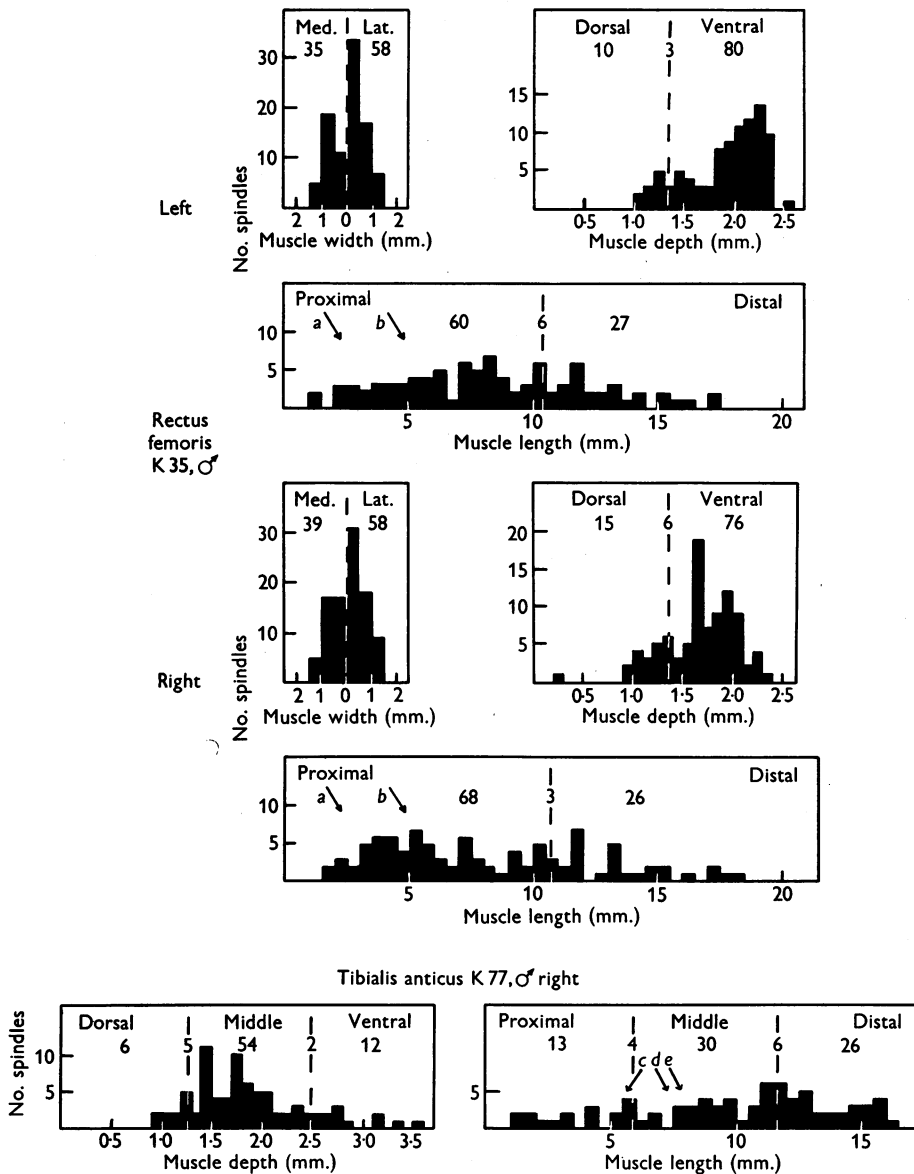 Med. Lat.
35 58
30
20
10
2 1 0 1 2
Muscle width (mm.)
No. spindles
Dorsal Ventral
10 3 80
15
10
5
0·5 1·0 1·5 2·0 2·5
Muscle depth (mm.)
Left
Proximal Distal
a b 60 6 27
10
5
5 10 15 20
Muscle length (mm.)
Rectus
femoris
K 35, ♂
Med. Lat.
39 58
30
20
10
2 1 0 1 2
Muscle width (mm.)
No. spindles
Dorsal Ventral
15 6 76
20
15
10
5
0·5 1·0 1·5 2·0 2·5
Muscle depth (mm.)
Right
Proximal Distal
a b 68 3 26
10
5
5 10 15 20
Muscle length (mm.)
Tibialis anticus K 77, ♂ right
Dorsal Middle Ventral
6 5 54 2 12
10
5
No. spindles
0·5 1·0 1·5 2·0 2·5 3·0 3·5
Muscle depth (mm.)
Proximal Middle Distal
13 4 30 6 26
c d e
5
5 10 15
Muscle length (mm.)